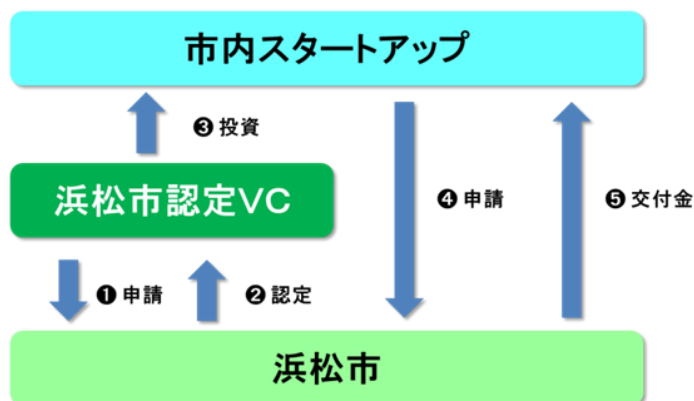 市内スタートアップ
❸投資
浜松市認定VC
❹申請
❺交付金
❶申請
❷認定
浜松市